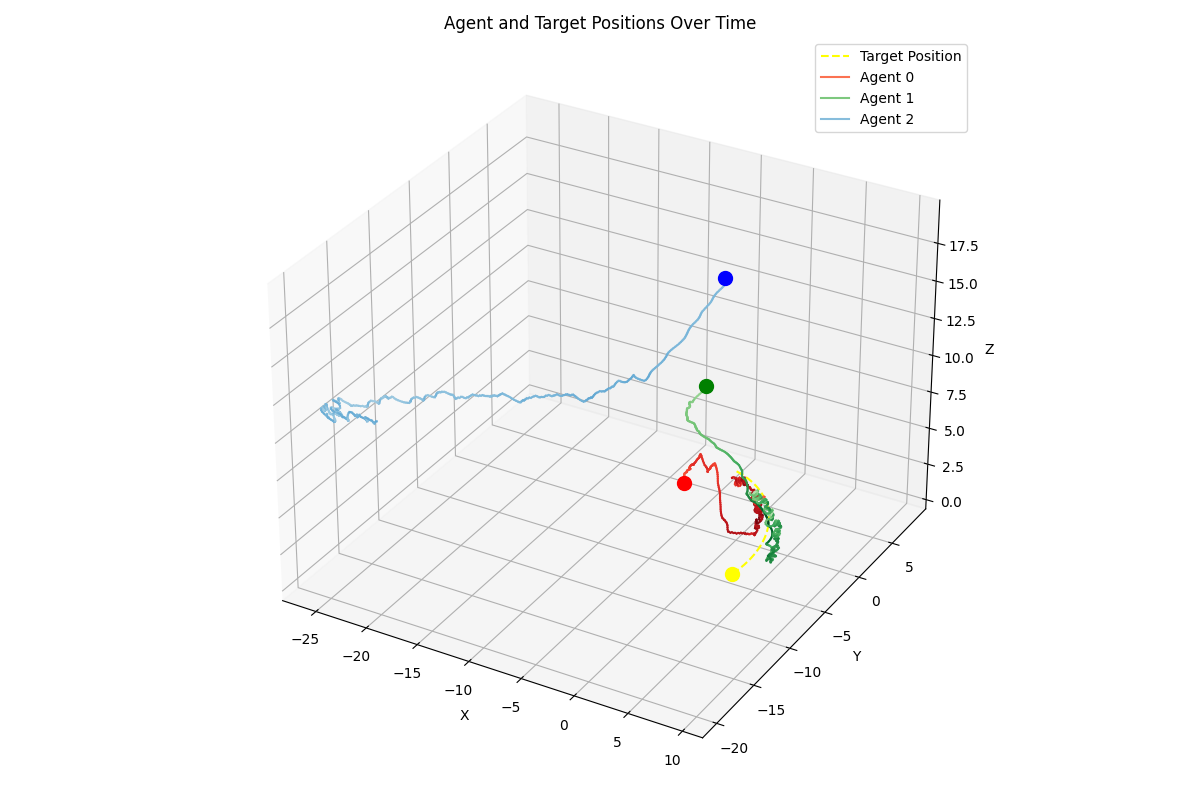 Agent and Target Positions Over Time
Target Position
Agent 0
Agent 1
Agent 2
17.5
15.0
12.5
10.0
7.5
5.0
2.5
0.0
Z
5
0
−5
−10
−15
−20
Y
−25
−20
−15
−10
−5
0
5
10
X